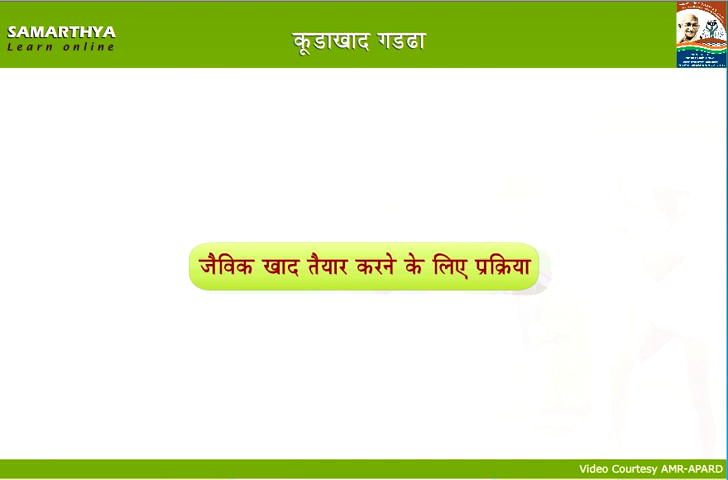 SAMARTHYA
Learn online
कूडाखाद गडढा
जैविक खाद तैयार करने के लिए प्रक्रिया
Video Courtesy AMR-APARD